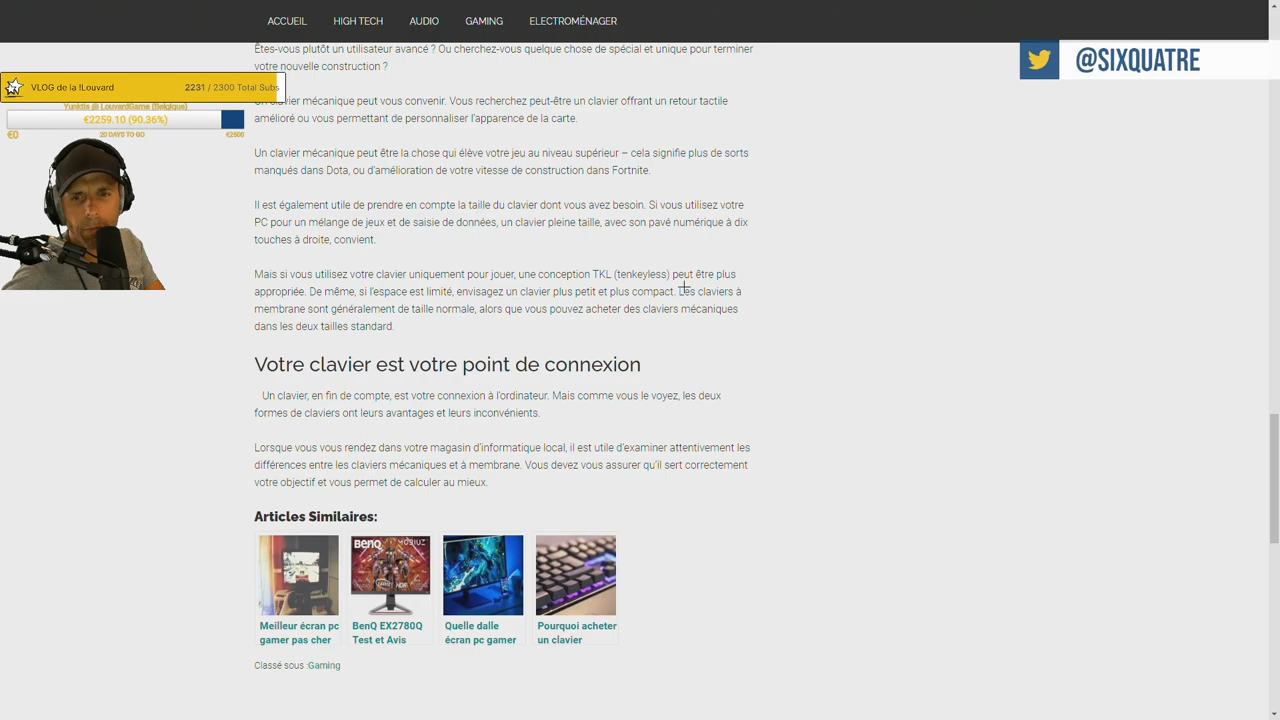 ACCUEIL HIGH TECH AUDIO GAMING ELECTROMÉNAGER
Êtes-vous plutôt un utilisateur avancé ? Ou cherchez-vous quelque chose de spécial et unique pour terminer
votre nouvelle construction ?
@SIXQUATRE
VLOG de la !Louvard 2231 / 2300 Total Subs
Yunktis @ LouvardGame (Belgique)
€2259.10 (90.36%)
€0 20 DAYS TO GO €2500
clavier mécanique peut vous convenir. Vous recherchez peut-être un clavier offrant un retour tactile
amélioré ou vous permettant de personnaliser l'apparence de la carte.
Un clavier mécanique peut être la chose qui élève votre jeu au niveau supérieur – cela signifie plus de sorts
manqués dans Dota, ou d'amélioration de votre vitesse de construction dans Fortnite.
Il est également utile de prendre en compte la taille du clavier dont vous avez besoin. Si vous utilisez votre
PC pour un mélange de jeux et de saisie de données, un clavier pleine taille, avec son pavé numérique à dix
touches à droite, convient.
Mais si vous utilisez votre clavier uniquement pour jouer, une conception TKL (tenkeyless) peut être plus
appropriée. De même, si l'espace est limité, envisagez un clavier plus petit et plus compact. Les claviers à
membrane sont généralement de taille normale, alors que vous pouvez acheter des claviers mécaniques
dans les deux tailles standard.
Votre clavier est votre point de connexion
Un clavier, en fin de compte, est votre connexion à l'ordinateur. Mais comme vous le voyez, les deux
formes de claviers ont leurs avantages et leurs inconvénients.
Lorsque vous vous rendez dans votre magasin d'informatique local, il est utile d'examiner attentivement les
différences entre les claviers mécaniques et à membrane. Vous devez vous assurer qu'il sert correctement
votre objectif et vous permet de calculer au mieux.
Articles Similaires:
BenQ MOBIUZ
Meilleur écran pc
gamer pas cher
BenQ EX2780Q
Test et Avis
Quelle dalle
écran pc gamer
Pourquoi acheter
un clavier
Classé sous :Gaming